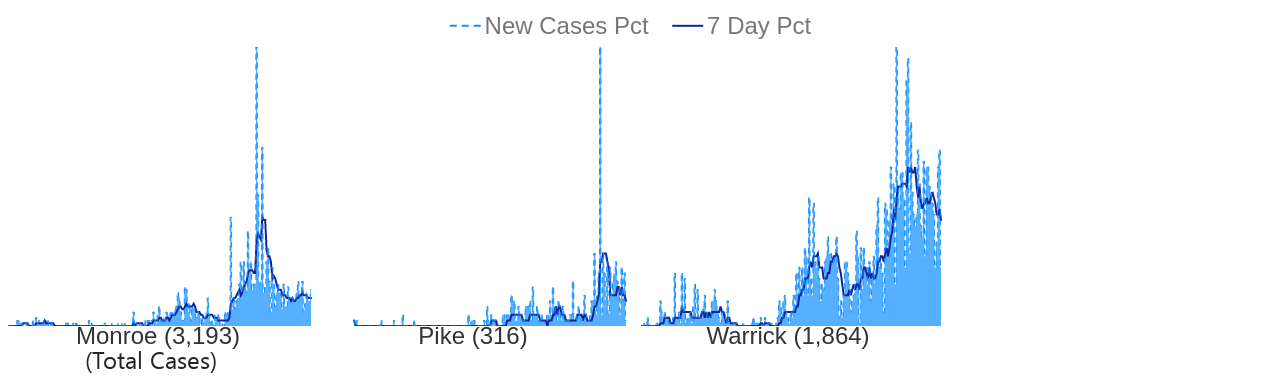 New Cases Pct 7 Day Pct
Monroe (3,193) Pike (316) Warrick (1,864)
(Total Cases)